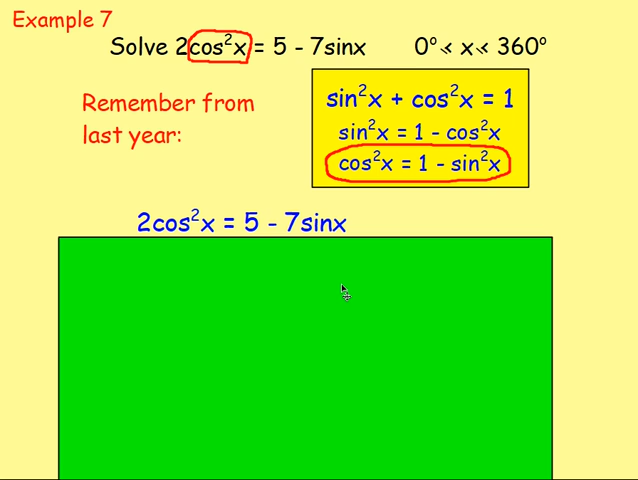 Example 7
Solve 2cos²x = 5 - 7sinx 0° < x < 360°
Remember from
last year:
sin²x + cos²x = 1
sin²x = 1 - cos²x
cos²x = 1 - sin²x
2cos²x = 5 - 7sinx